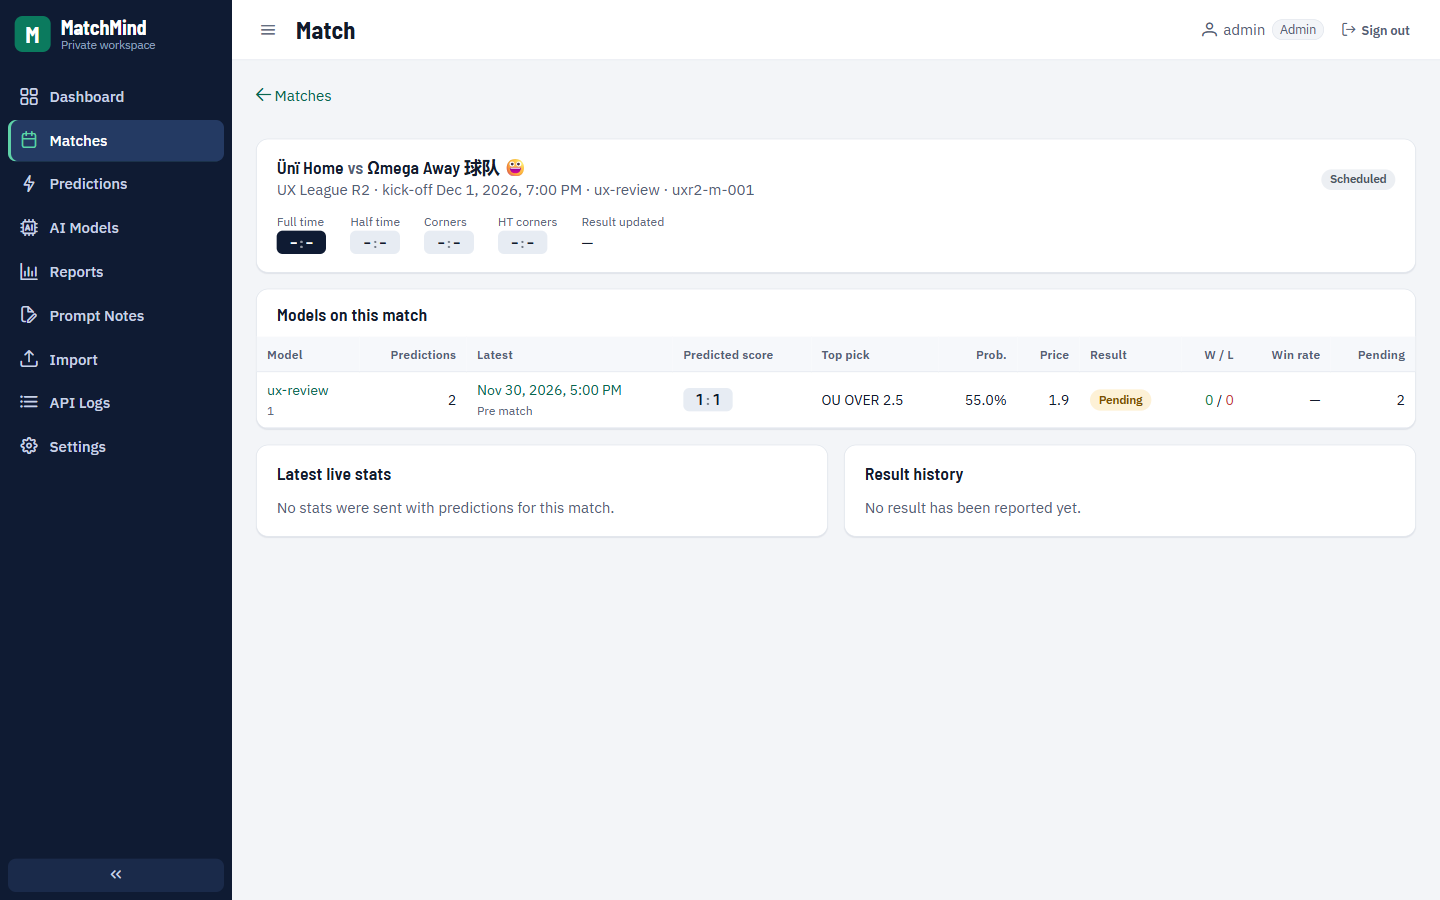 M
MatchMind
Private workspace
Dashboard
Matches
Predictions
AI Models
Reports
Prompt Notes
Import
API Logs
Settings
«
Match
admin Admin Sign out
← Matches
Ünï Home vs Ωmega Away 球队 😀
UX League R2 · kick-off Dec 1, 2026, 7:00 PM · ux-review · uxr2-m-001
Scheduled
Full time Half time Corners HT corners Result updated
-:- -:- -:- -:- —
Models on this match
Model Predictions Latest Predicted score Top pick Prob. Price Result W / L Win rate Pending
ux-review 2 Nov 30, 2026, 5:00 PM 1:1 OU OVER 2.5 55.0% 1.9 Pending 0 / 0 — 2
1 Pre match
Latest live stats
No stats were sent with predictions for this match.
Result history
No result has been reported yet.